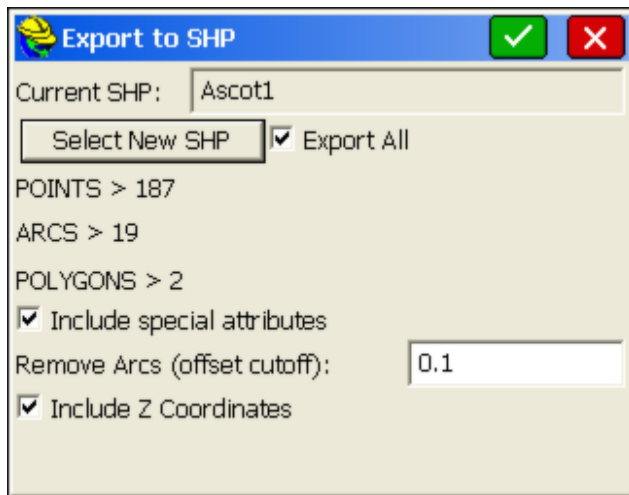 Export to SHP
Current SHP: Ascot1
Select New SHP Export All
POINTS > 187
ARCS > 19
POLYGONS > 2
Include special attributes
Remove Arcs (offset cutoff): 0.1
Include Z Coordinates